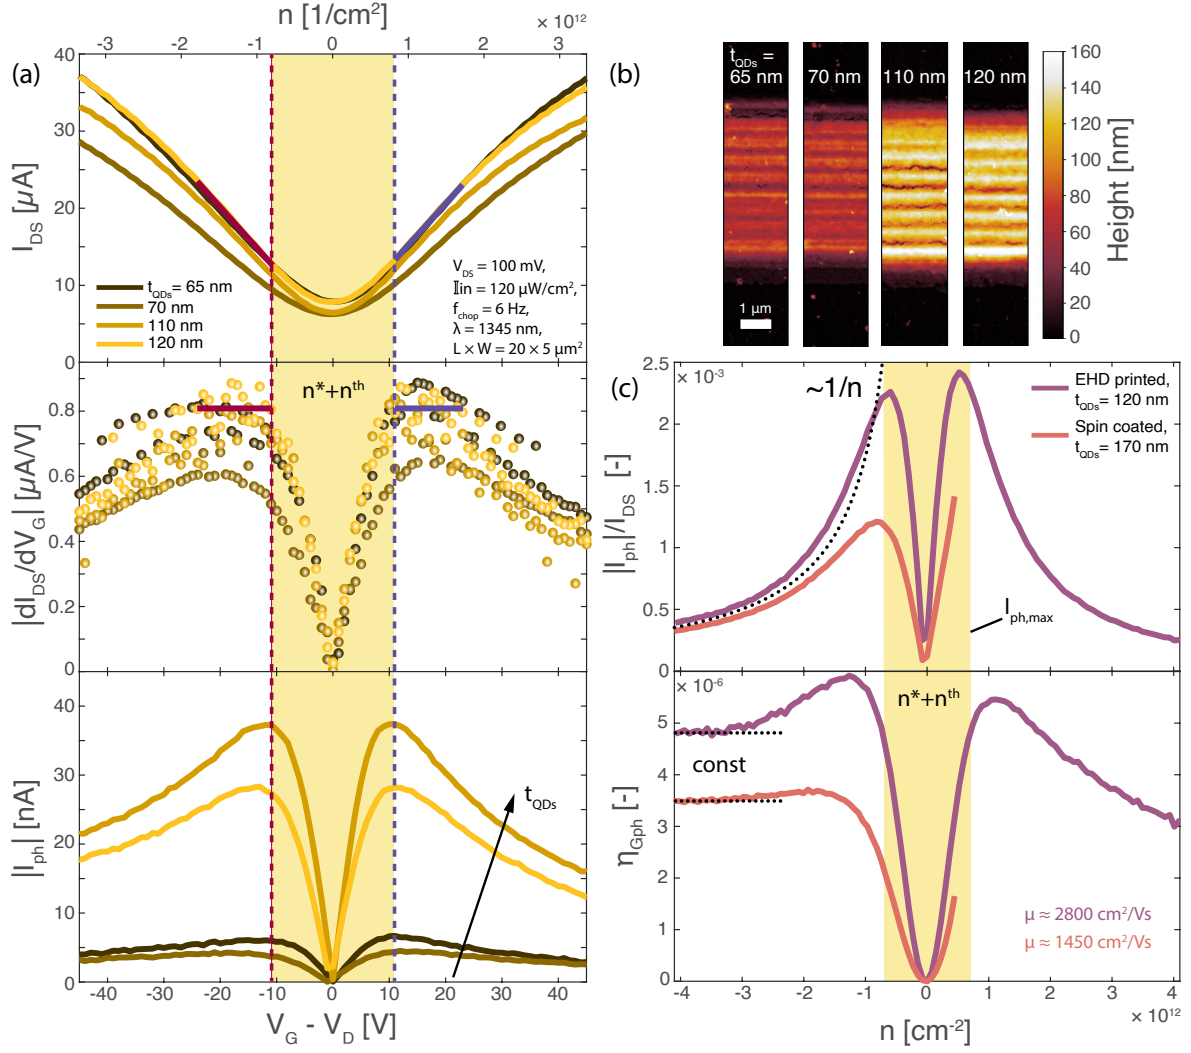 n [1/cm²]
× 10¹²
-3 -2 -1 0 1 2 3
(a)
40
30
20
10
0
I_DS [µA]
t_QDs = 65 nm
70 nm
110 nm
120 nm
V_DS = 100 mV,
𝕀in = 120 µW/cm²,
f_chop = 6 Hz,
λ = 1345 nm,
L × W = 20 × 5 µm²
0.8
0.6
0.4
0.2
0
|dI_DS/dV_G| [µA/V]
n*+nᵗʰ
40
30
20
10
0
|I_ph| [nA]
t_QDs
-40 -30 -20 -10 0 10 20 30 40
V_G - V_D [V]
(b)
t_QDs =
65 nm 70 nm 110 nm 120 nm
1 µm
160
140
120
100
80
60
40
20
0
Height [nm]
(c)
2.5
× 10⁻³
2
1.5
1
0.5
0
|I_ph|/I_DS [-]
~1/n
EHD printed,
t_QDs= 120 nm
Spin coated,
t_QDs= 170 nm
I_ph,max
× 10⁻⁶
5
4
3
2
1
0
η_Gph [-]
n*+nᵗʰ
const
µ ≈ 2800 cm²/Vs
µ ≈ 1450 cm²/Vs
-4 -3 -2 -1 0 1 2 3 4
× 10¹²
n [cm⁻²]